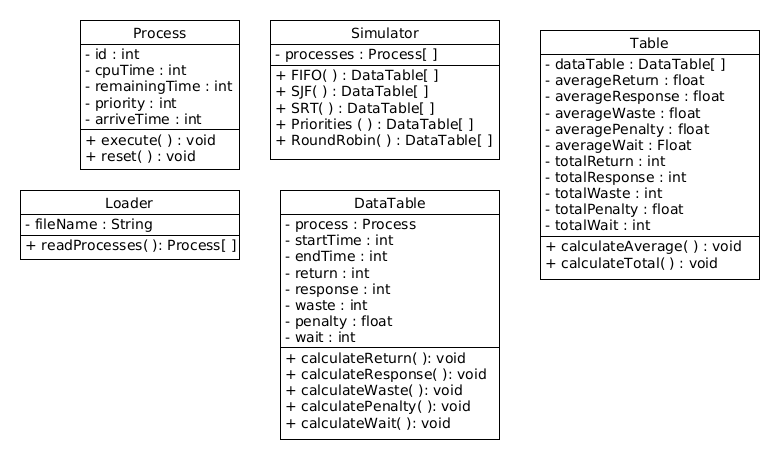 Process
- id : int
- cpuTime : int
- remainingTime : int
- priority : int
- arriveTime : int
+ execute( ) : void
+ reset( ) : void
Simulator
- processes : Process[ ]
+ FIFO( ) : DataTable[ ]
+ SJF( ) : DataTable[ ]
+ SRT( ) : DataTable[ ]
+ Priorities ( ) : DataTable[ ]
+ RoundRobin( ) : DataTable[ ]
Table
- dataTable : DataTable[ ]
- averageReturn : float
- averageResponse : float
- averageWaste : float
- averagePenalty : float
- averageWait : Float
- totalReturn : int
- totalResponse : int
- totalWaste : int
- totalPenalty : float
- totalWait : int
+ calculateAverage( ) : void
+ calculateTotal( ) : void
Loader
- fileName : String
+ readProcesses( ): Process[ ]
DataTable
- process : Process
- startTime : int
- endTime : int
- return : int
- response : int
- waste : int
- penalty : float
- wait : int
+ calculateReturn( ): void
+ calculateResponse( ): void
+ calculateWaste( ): void
+ calculatePenalty( ): void
+ calculateWait( ): void